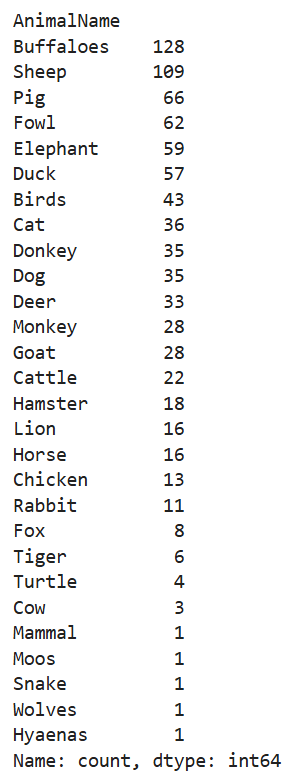 AnimalName
Buffaloes 128
Sheep 109
Pig 66
Fowl 62
Elephant 59
Duck 57
Birds 43
Cat 36
Donkey 35
Dog 35
Deer 33
Monkey 28
Goat 28
Cattle 22
Hamster 18
Lion 16
Horse 16
Chicken 13
Rabbit 11
Fox 8
Tiger 6
Turtle 4
Cow 3
Mammal 1
Moos 1
Snake 1
Wolves 1
Hyaenas 1
Name: count, dtype: int64